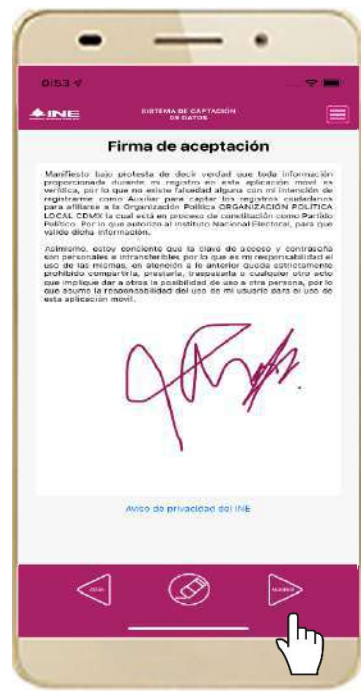 0:53
INE
SISTEMA DE CAPTACIÓN
DE DATOS
Firma de aceptación
Manifiesto bajo protesta de decir verdad que toda información
proporcionada durante mi registro en esta aplicación móvil es
verídica, por lo que no existe falsedad alguna con mi intención de
registrarme como Auxiliar para captar los registros ciudadanos
para afiliarse a la Organización Política ORGANIZACIÓN POLÍTICA
LOCAL CDMX la cual está en proceso de constitución como Partido
Político. Por lo que autorizo al Instituto Nacional Electoral, para que
valide dicha información.
Asimismo, estoy conciente que la clave de acceso y contraseña
son personales e intransferibles por lo que es mi responsabilidad el
uso de las mismas, en atención a lo anterior queda estrictamente
prohibido compartirla, prestarla, traspasarla o cualquier otro acto
que implique dar a otras la posibilidad de uso a otra persona, por lo
que asumo la responsabilidad del uso de mi usuario para el uso de
esta aplicación móvil.
Aviso de privacidad del INE